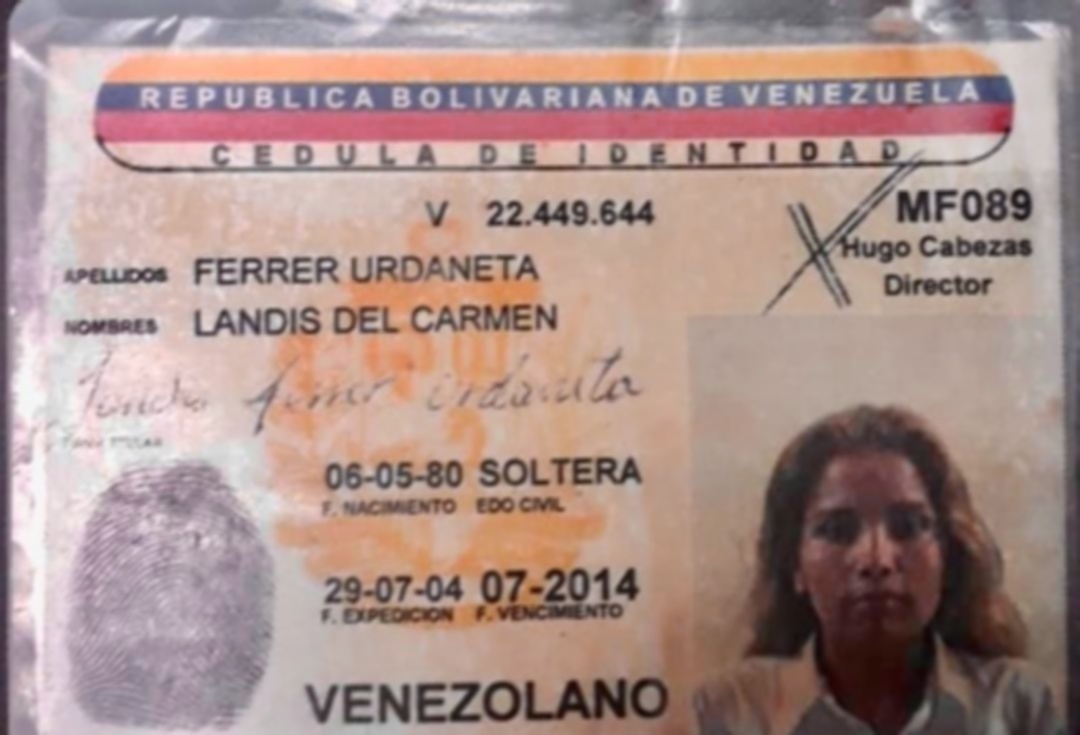 REPUBLICA BOLIVARIANA DE VENEZUELA
CEDULA DE IDENTIDAD
V 22.449.644
MF089
Hugo Cabezas
Director
APELLIDOS FERRER URDANETA
NOMBRES LANDIS DEL CARMEN
Ferrer Urdaneta
06-05-80 SOLTERA
F. NACIMIENTO EDO CIVIL
29-07-04 07-2014
F. EXPEDICION F. VENCIMIENTO
VENEZOLANO